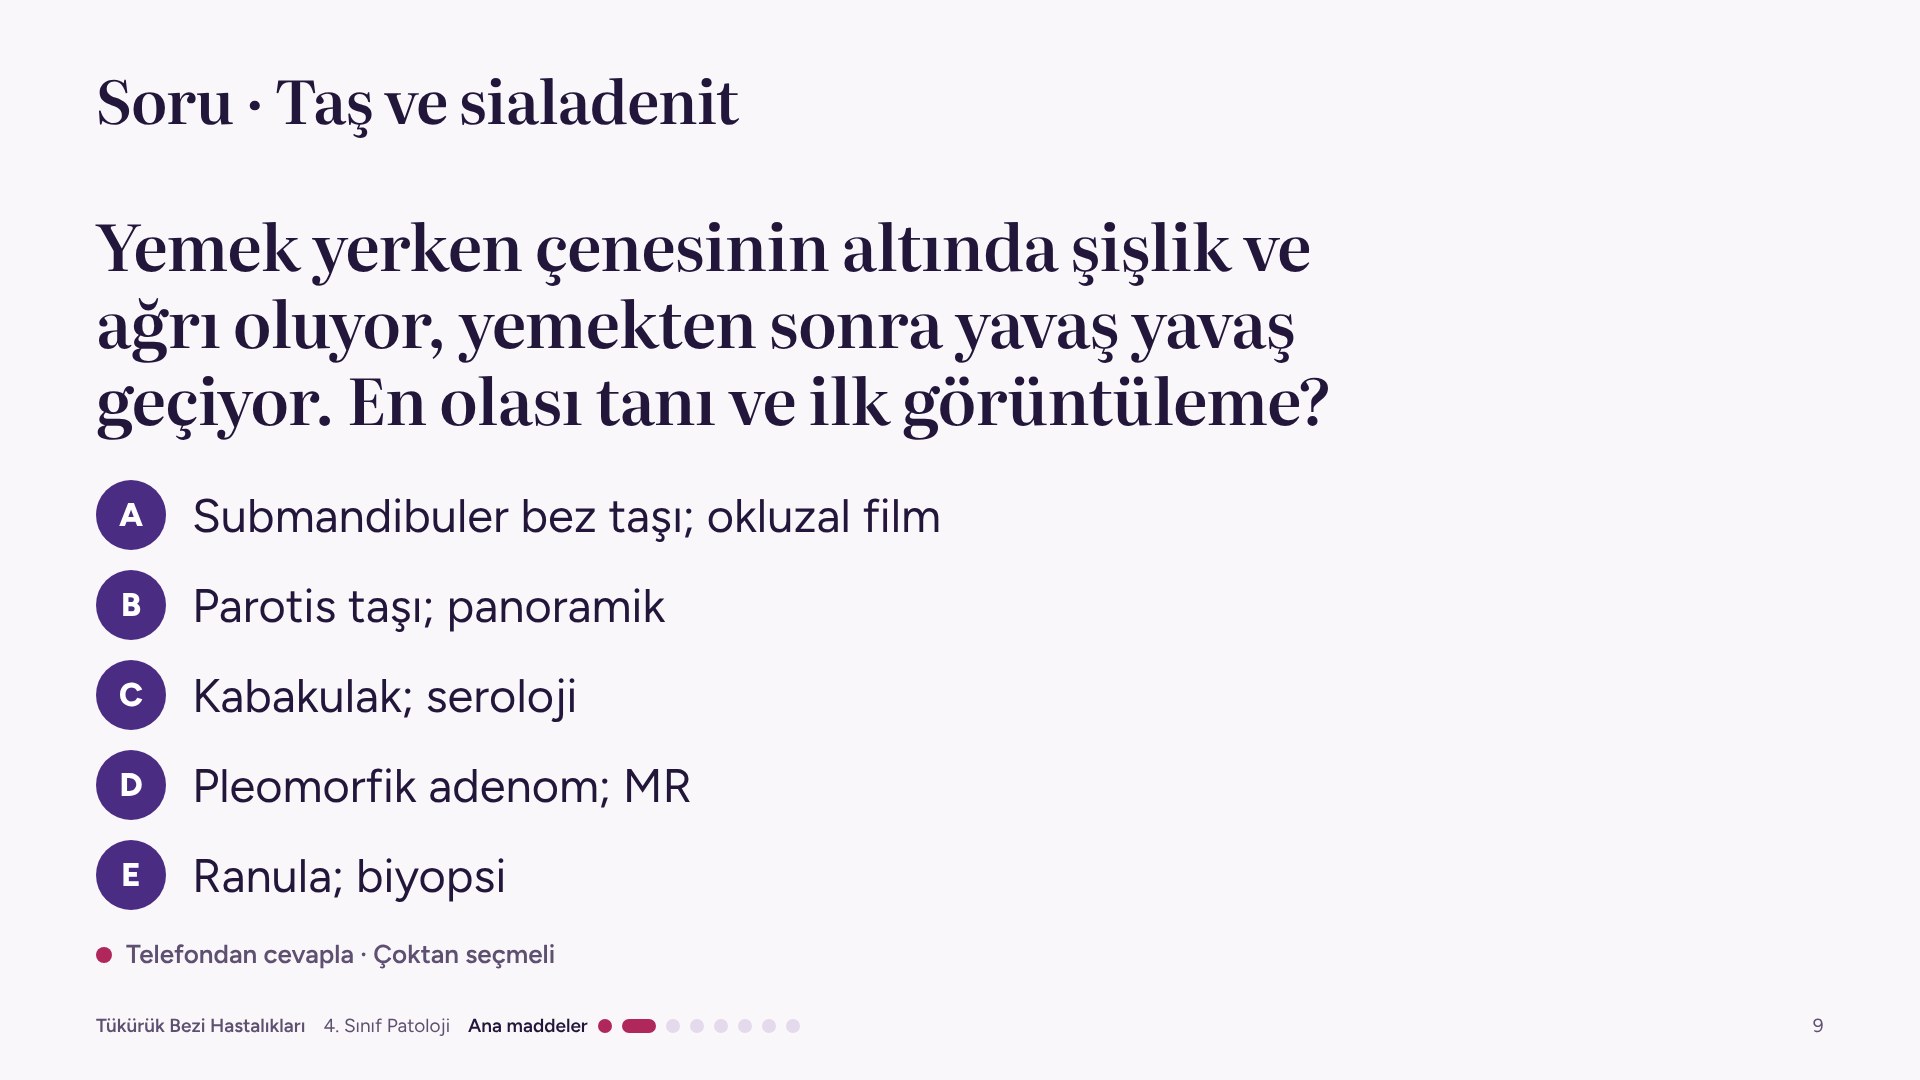 Soru · Taş ve sialadenit
Yemek yerken çenesinin altında şişlik ve
ağrı oluyor, yemekten sonra yavaş yavaş
geçiyor. En olası tanı ve ilk görüntüleme?
A Submandibuler bez taşı; okluzal film
B Parotis taşı; panoramik
C Kabakulak; seroloji
D Pleomorfik adenom; MR
E Ranula; biyopsi
Telefondan cevapla · Çoktan seçmeli
Tükürük Bezi Hastalıkları 4. Sınıf Patoloji Ana maddeler 9